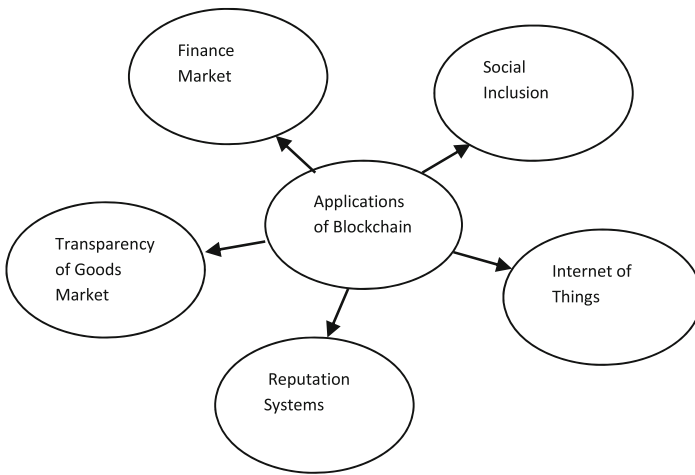 Finance
Market
Social
Inclusion
Applications
of Blockchain
Transparency
of Goods
Market
Internet of
Things
Reputation
Systems